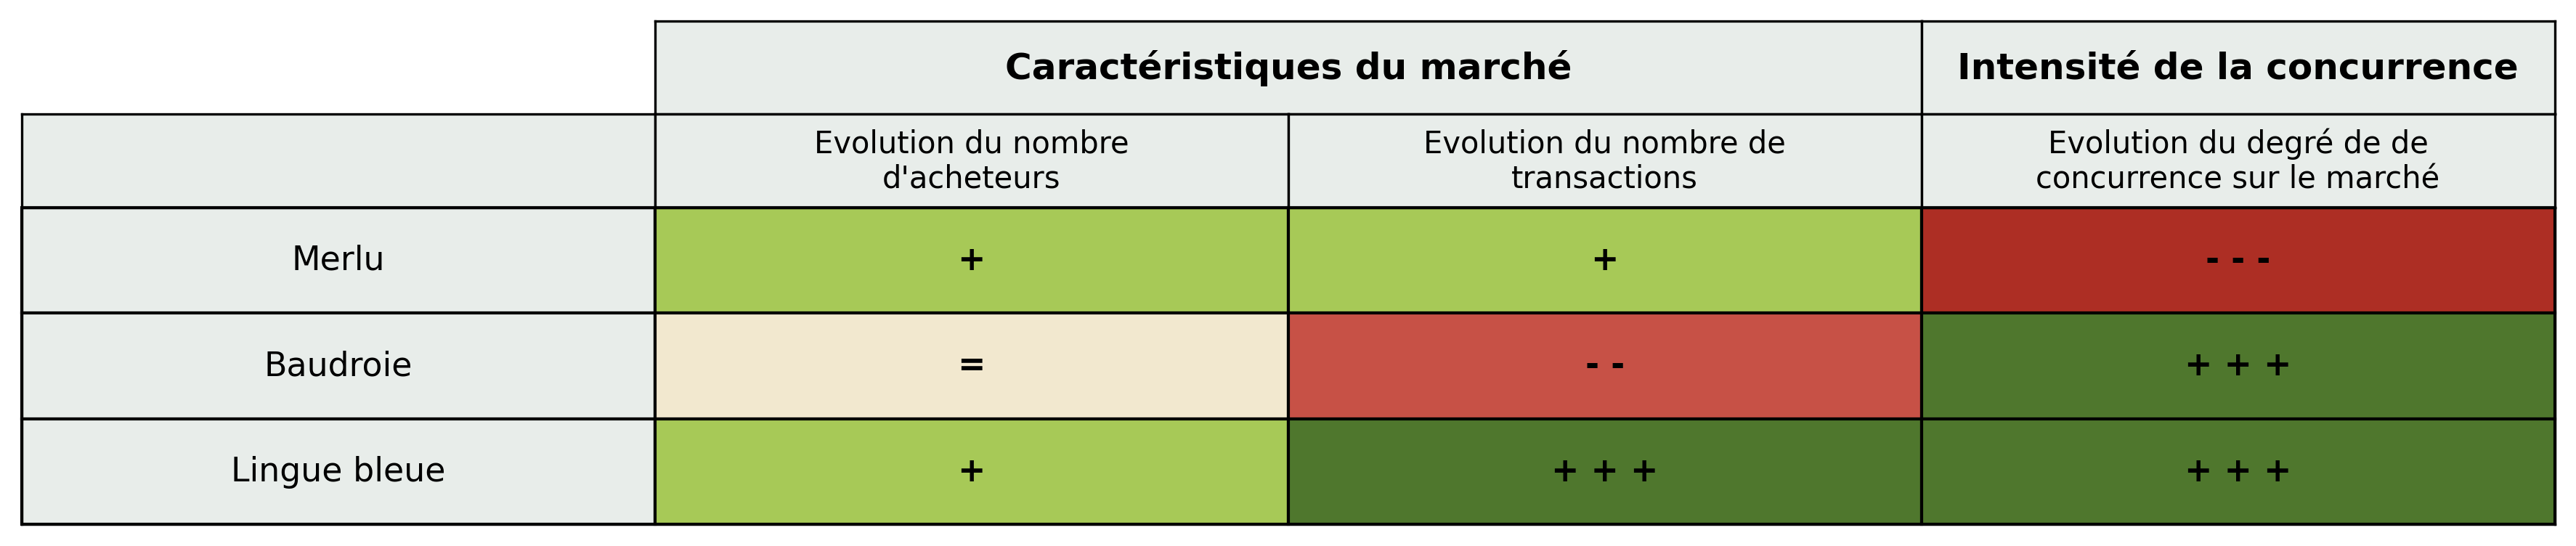 Caractéristiques du marché
Intensité de la concurrence
Evolution du nombre
d'acheteurs
Evolution du nombre de
transactions
Evolution du degré de de
concurrence sur le marché
Merlu
+
+
- - -
Baudroie
=
- -
+ + +
Lingue bleue
+
+ + +
+ + +